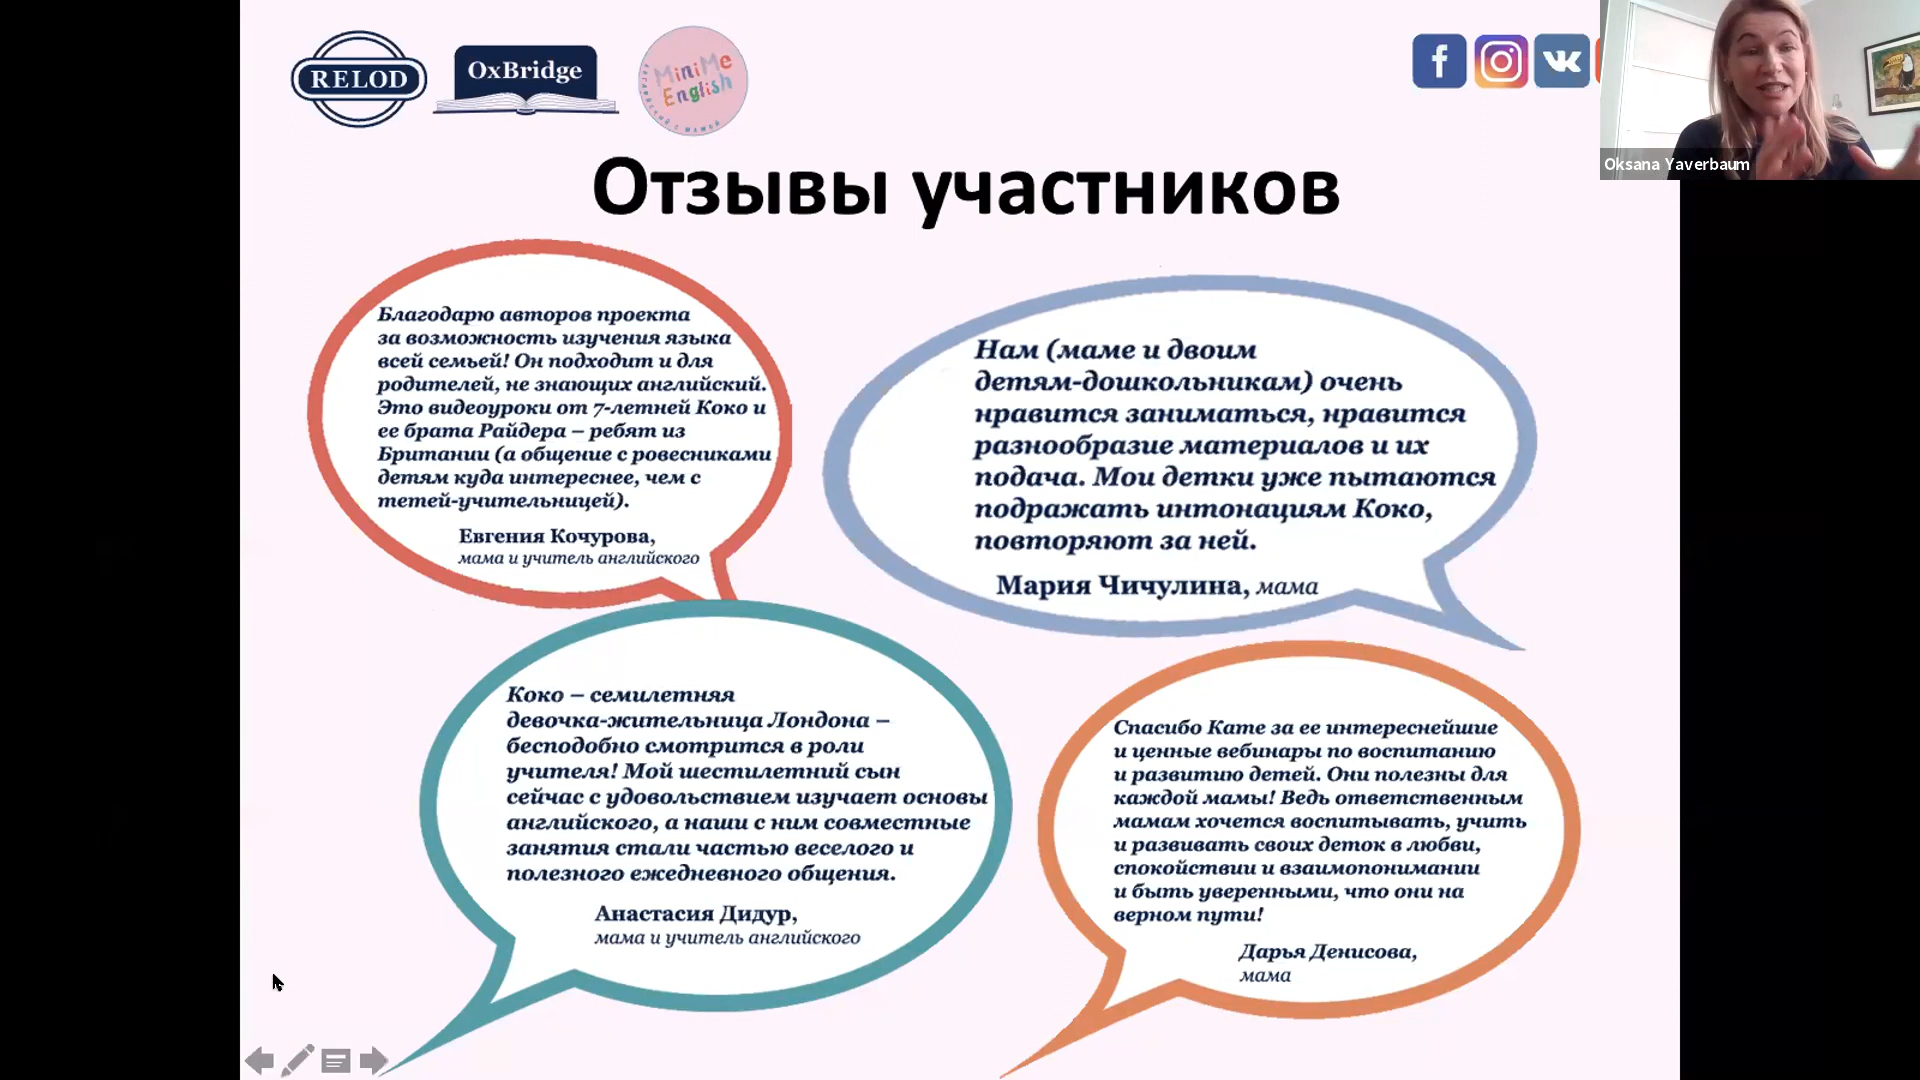 RELOD
OxBridge
MiniMe
English
Oksana Yaverbaum
Отзывы участников
Благодарю авторов проекта
за возможность изучения языка
всей семьей! Он подходит и для
родителей, не знающих английский.
Это видеоуроки от 7-летней Коко и
ее брата Райдера – ребят из
Британии (а общение с ровесниками
детям куда интереснее, чем с
тетей-учительницей).
Евгения Кочурова,
мама и учитель английского
Нам (маме и двоим
детям-дошкольникам) очень
нравится заниматься, нравится
разнообразие материалов и их
подача. Мои детки уже пытаются
подражать интонациям Коко,
повторяют за ней.
Мария Чичулина, мама
Коко – семилетняя
девочка-жительница Лондона –
бесподобно смотрится в роли
учителя! Мой шестилетний сын
сейчас с удовольствием изучает основы
английского, а наши с ним совместные
занятия стали частью веселого и
полезного ежедневного общения.
Анастасия Дидур,
мама и учитель английского
Спасибо Кате за ее интереснейшие
и ценные вебинары по воспитанию
и развитию детей. Они полезны для
каждой мамы! Ведь ответственным
мамам хочется воспитывать, учить
и развивать своих деток в любви,
спокойствии и взаимопонимании
и быть уверенными, что они на
верном пути!
Дарья Денисова,
мама